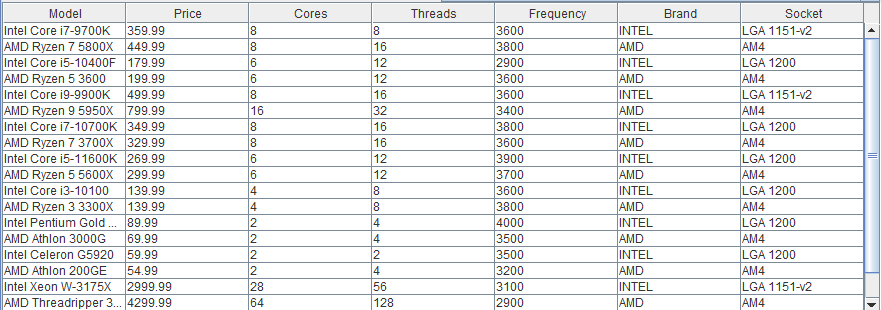 Model Price Cores Threads Frequency Brand Socket
Intel Core i7-9700K 359.99 8 8 3600 INTEL LGA 1151-v2
AMD Ryzen 7 5800X 449.99 8 16 3800 AMD AM4
Intel Core i5-10400F 179.99 6 12 2900 INTEL LGA 1200
AMD Ryzen 5 3600 199.99 6 12 3600 AMD AM4
Intel Core i9-9900K 499.99 8 16 3600 INTEL LGA 1151-v2
AMD Ryzen 9 5950X 799.99 16 32 3400 AMD AM4
Intel Core i7-10700K 349.99 8 16 3800 INTEL LGA 1200
AMD Ryzen 7 3700X 329.99 8 16 3600 AMD AM4
Intel Core i5-11600K 269.99 6 12 3900 INTEL LGA 1200
AMD Ryzen 5 5600X 299.99 6 12 3700 AMD AM4
Intel Core i3-10100 139.99 4 8 3600 INTEL LGA 1200
AMD Ryzen 3 3300X 139.99 4 8 3800 AMD AM4
Intel Pentium Gold ... 89.99 2 4 4000 INTEL LGA 1200
AMD Athlon 3000G 69.99 2 4 3500 AMD AM4
Intel Celeron G5920 59.99 2 2 3500 INTEL LGA 1200
AMD Athlon 200GE 54.99 2 4 3200 AMD AM4
Intel Xeon W-3175X 2999.99 28 56 3100 INTEL LGA 1151-v2
AMD Threadripper 3... 4299.99 64 128 2900 AMD AM4